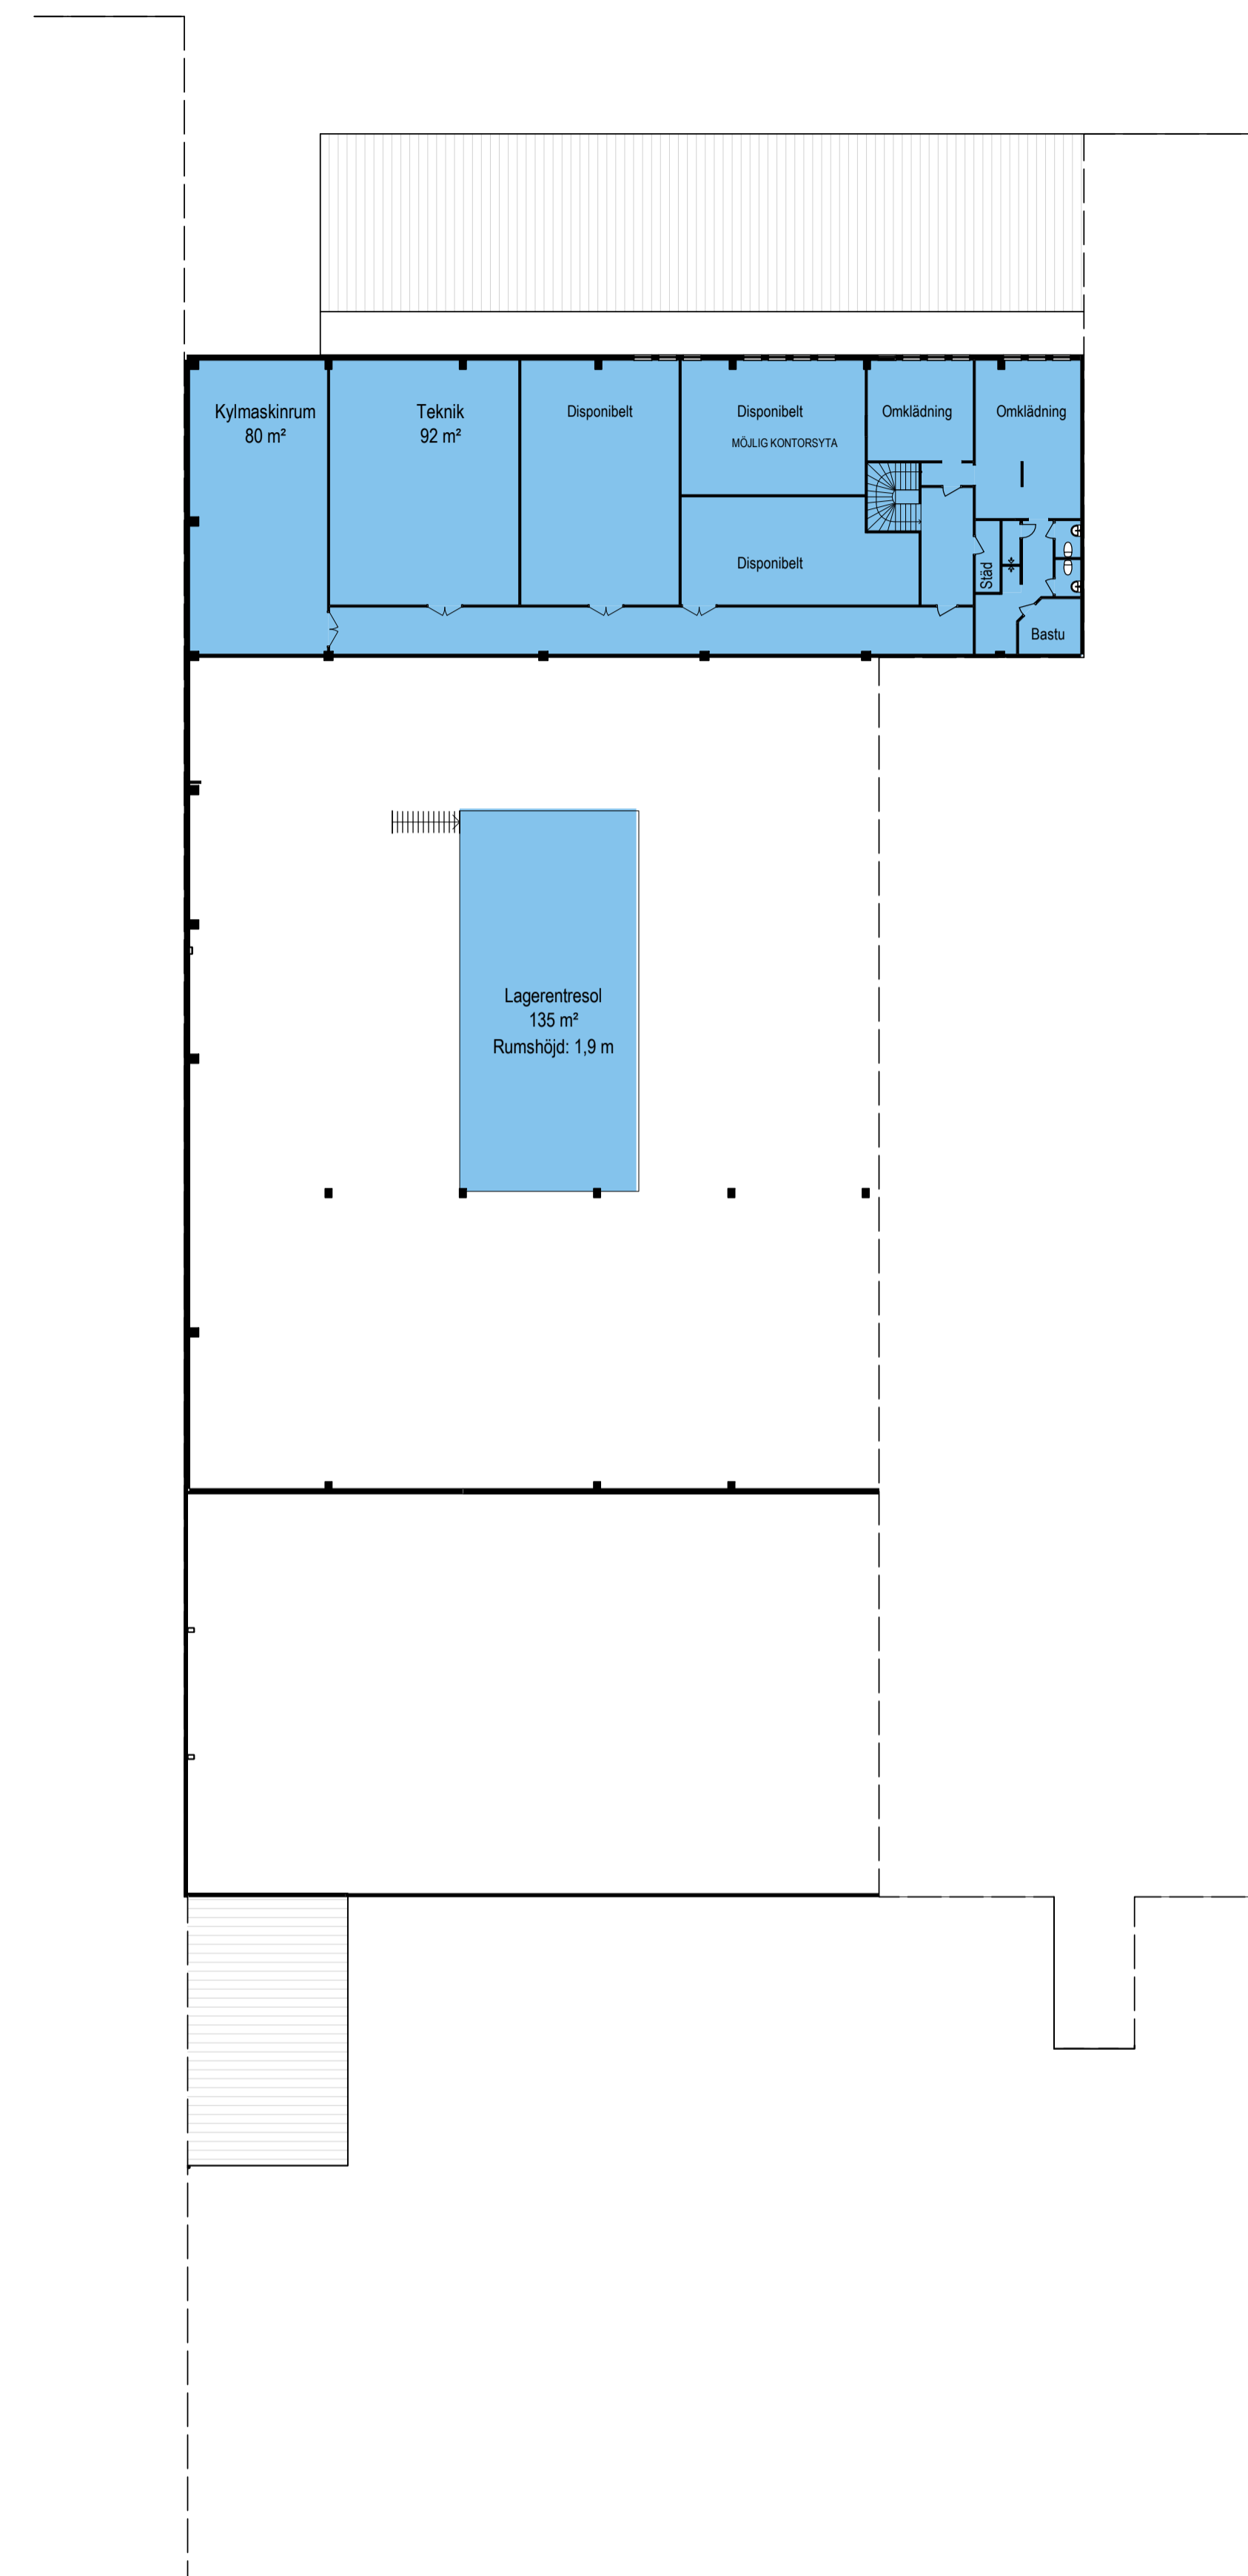 Kylmaskinrum
80 m²
Teknik
92 m²
Disponibelt
Disponibelt
MÖJLIG KONTORSYTA
Omklädning
Omklädning
Disponibelt
Städ
Bastu
Lagerentresol
135 m²
Rumshöjd: 1,9 m